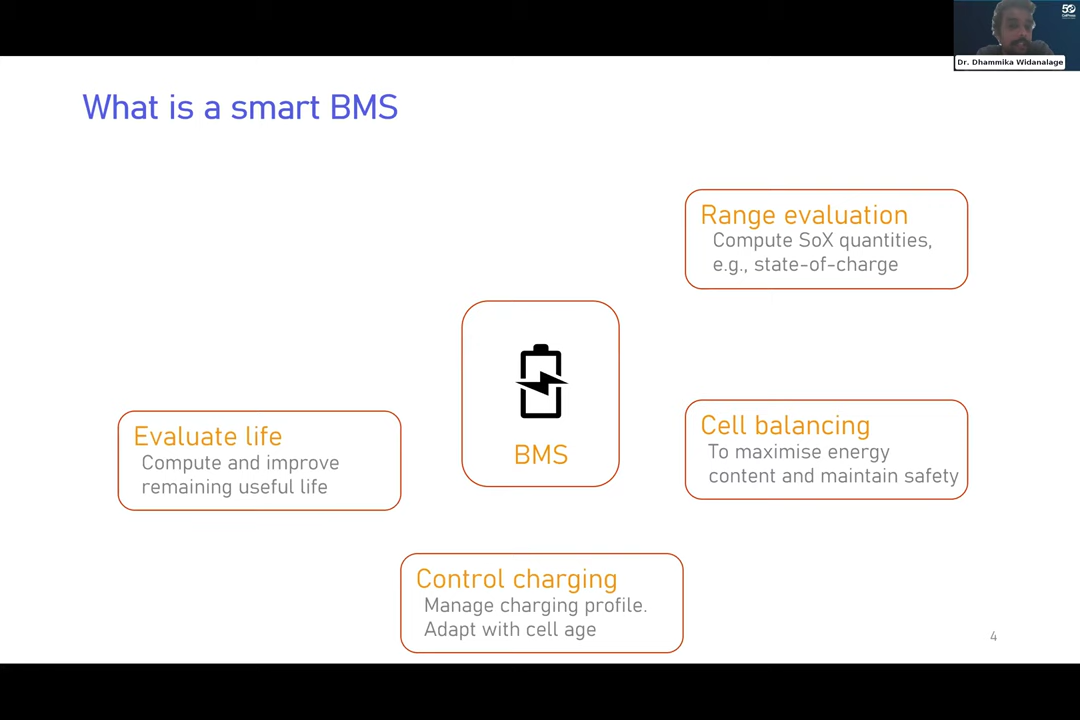 50
CellPress
Dr. Dhammika Widanalage
What is a smart BMS
Range evaluation
Compute SoX quantities,
e.g., state-of-charge
BMS
Evaluate life
Compute and improve
remaining useful life
Cell balancing
To maximise energy
content and maintain safety
Control charging
Manage charging profile.
Adapt with cell age
4